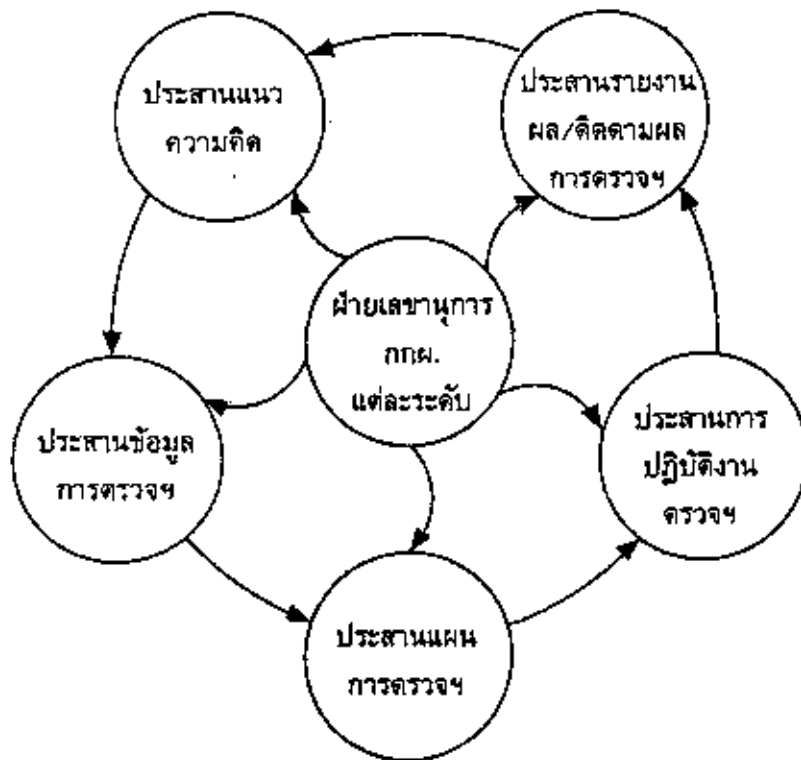 ประสานแนว
ความคิด
ประสานรายงาน
ผล/ติดตามผล
การตรวจฯ
ฝ่ายเลขานุการ
กตผ.
แต่ละระดับ
ประสานข้อมูล
การตรวจฯ
ประสานการ
ปฏิบัติงาน
ตรวจฯ
ประสานแผน
การตรวจฯ